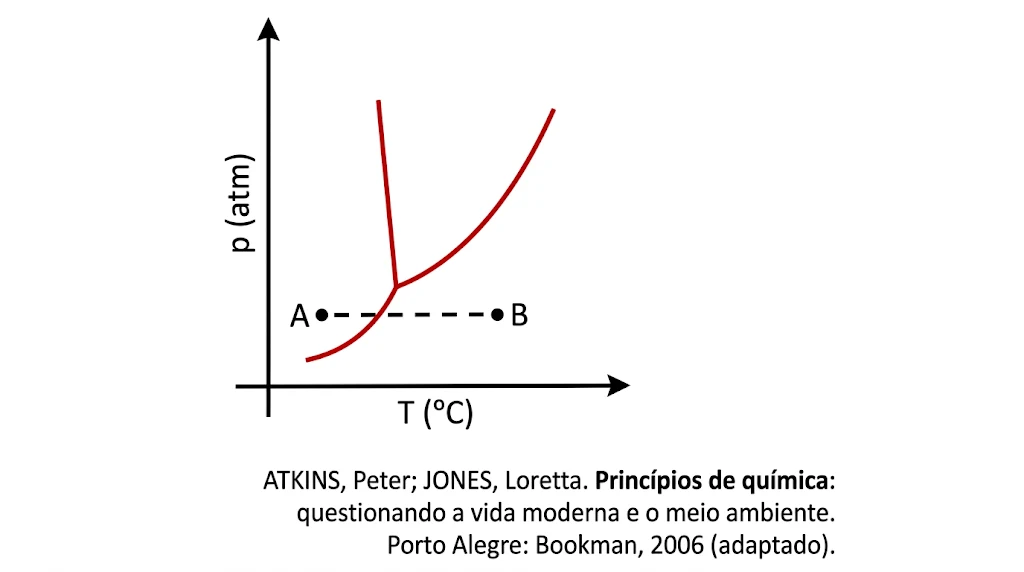 p (atm)
A
B
T (ºC)
ATKINS, Peter; JONES, Loretta. Princípios de química:
questionando a vida moderna e o meio ambiente.
Porto Alegre: Bookman, 2006 (adaptado).